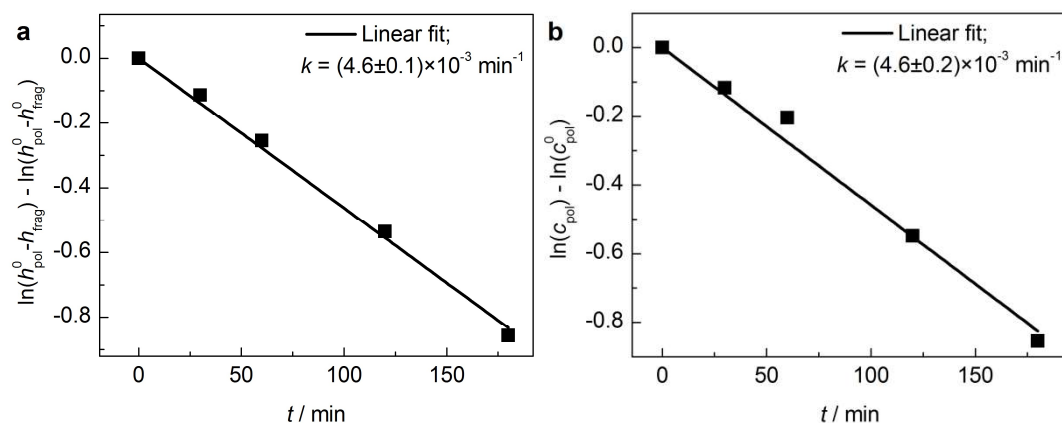 a
Linear fit;
k = (4.6±0.1)×10⁻³ min⁻¹
0.0
-0.2
-0.4
-0.6
-0.8
ln(h⁰pol-hfrag) - ln(h⁰pol-h⁰frag)
0
50
100
150
t / min
b
Linear fit;
k = (4.6±0.2)×10⁻³ min⁻¹
0.0
-0.2
-0.4
-0.6
-0.8
ln(cpol) - ln(c⁰pol)
0
50
100
150
t / min